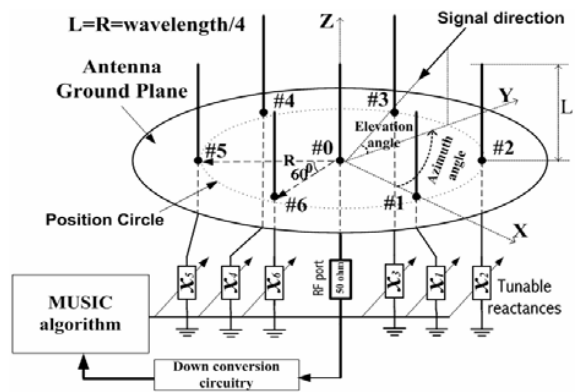 L=R=wavelength/4
Z
Signal direction
Antenna
Ground Plane
#4
#3
Y
L
Elevation
angle
#5
#0
#2
R
60⁰
Azimuth
angle
#6
#1
Position Circle
X
x5
x4
x6
RF port
50 ohm
x3
x1
x2
Tunable
reactances
MUSIC
algorithm
Down conversion
circuitry